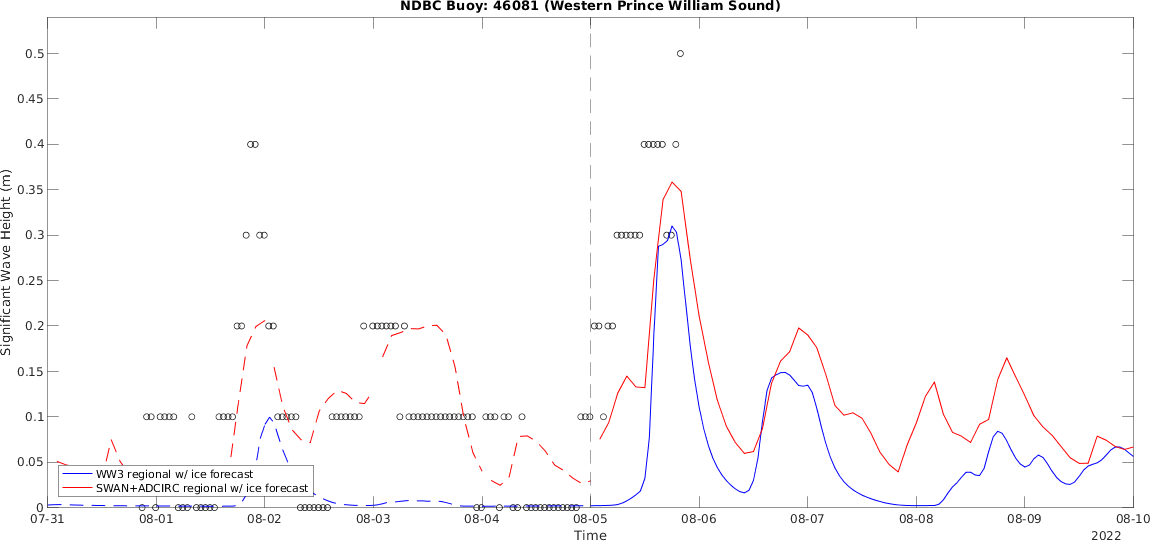 NDBC Buoy: 46081 (Western Prince William Sound)
Significant Wave Height (m)
0.5
0.45
0.4
0.35
0.3
0.25
0.2
0.15
0.1
0.05
0
WW3 regional w/ ice forecast
SWAN+ADCIRC regional w/ ice forecast
07-31 08-01 08-02 08-03 08-04 08-05 08-06 08-07 08-08 08-09 08-10
Time
2022